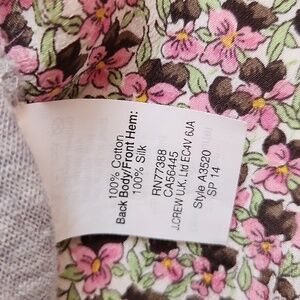 100% Cotton
Back Body/Front Hem:
100% Silk
RN77388
CA56445
J.CREW U.K., Ltd EC4V 6JA
Style A3520
SP 14